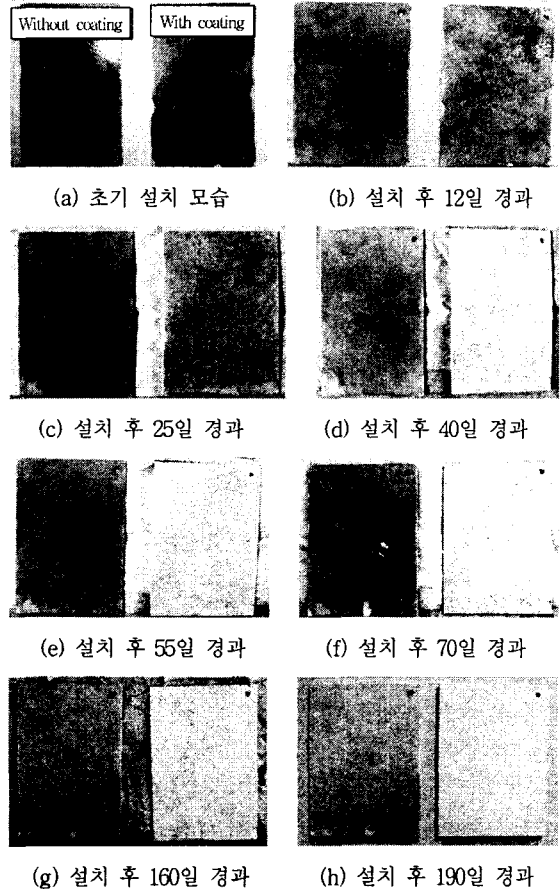 Without coating
With coating
(a) 초기 설치 모습
(b) 설치 후 12일 경과
(c) 설치 후 25일 경과
(d) 설치 후 40일 경과
(e) 설치 후 55일 경과
(f) 설치 후 70일 경과
(g) 설치 후 160일 경과
(h) 설치 후 190일 경과